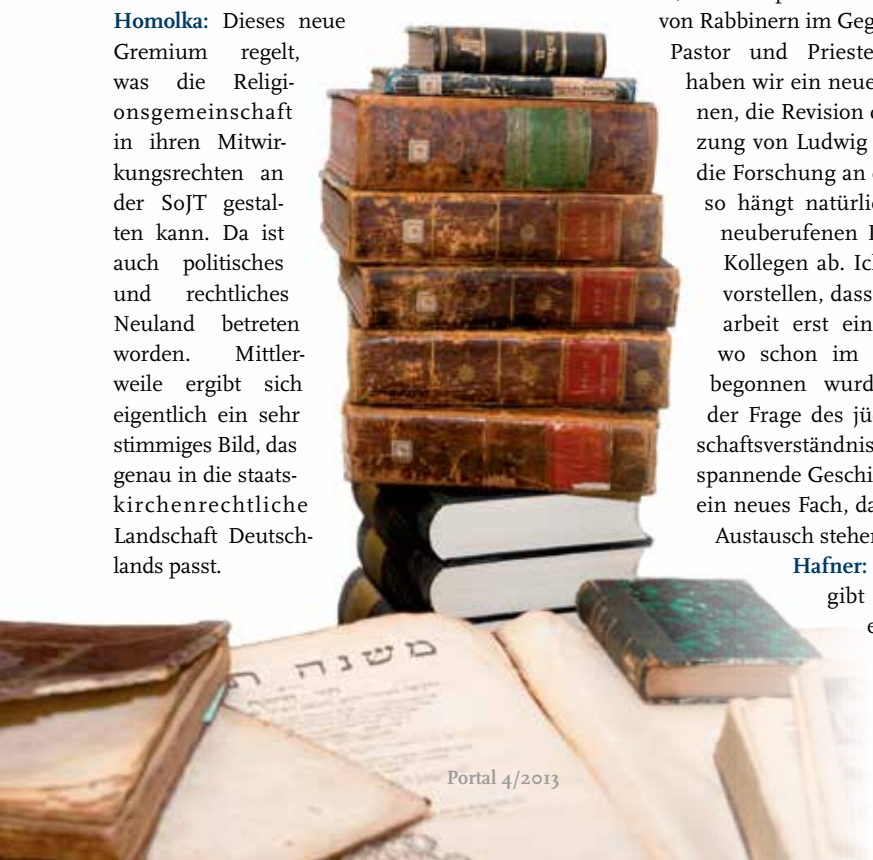 Homolka: Dieses neue
Gremium regelt,
was die Religi-
onsgemeinschaft
in ihren Mitwir-
kungsrechten an
der SoJT gestal-
ten kann. Da ist
auch politisches
und rechtliches
Neuland betreten
worden. Mittler-
weile ergibt sich
eigentlich ein sehr
stimmiges Bild, das
genau in die staats-
kirchenrechtliche
Landschaft Deutsch-
lands passt.
von Rabbinern im Geg
Pastor und Prieste
haben wir ein neue
nen, die Revision
zung von Ludwig
die Forschung an
so hängt natürli
neuberufenen
Kollegen ab. Ic
vorstellen, dass
arbeit erst ein
wo schon im
begonnen wurd
der Frage des jü
schaftsverständnis
spannende Geschi
ein neues Fach, da
Austausch stehe
Hafner:
gibt
משנה
Portal 4/2013